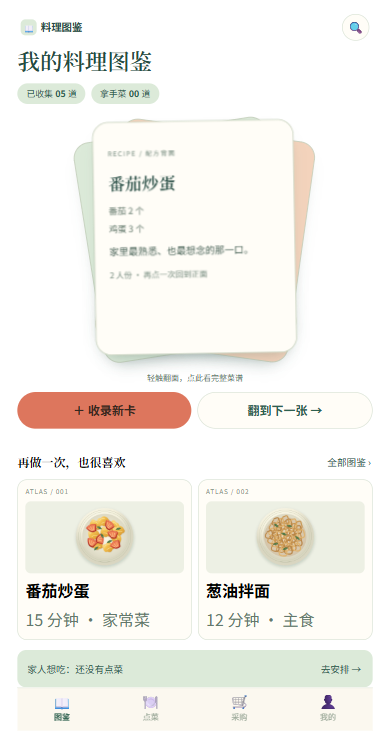 料理图鉴
我的料理图鉴
已收集 05 道
拿手菜 00 道
RECIPE / 配方背面
番茄炒蛋
番茄 2 个
鸡蛋 3 个
家里最熟悉、也最想念的那一口。
2 人份 · 再点一次回到正面
轻触翻面，点此看完整菜谱
＋ 收录新卡
翻到下一张 →
再做一次，也很喜欢
全部图鉴 ›
ATLAS / 001
番茄炒蛋
15 分钟 · 家常菜
ATLAS / 002
葱油拌面
12 分钟 · 主食
家人想吃：还没有点菜
去安排 →
图鉴
点菜
采购
我的